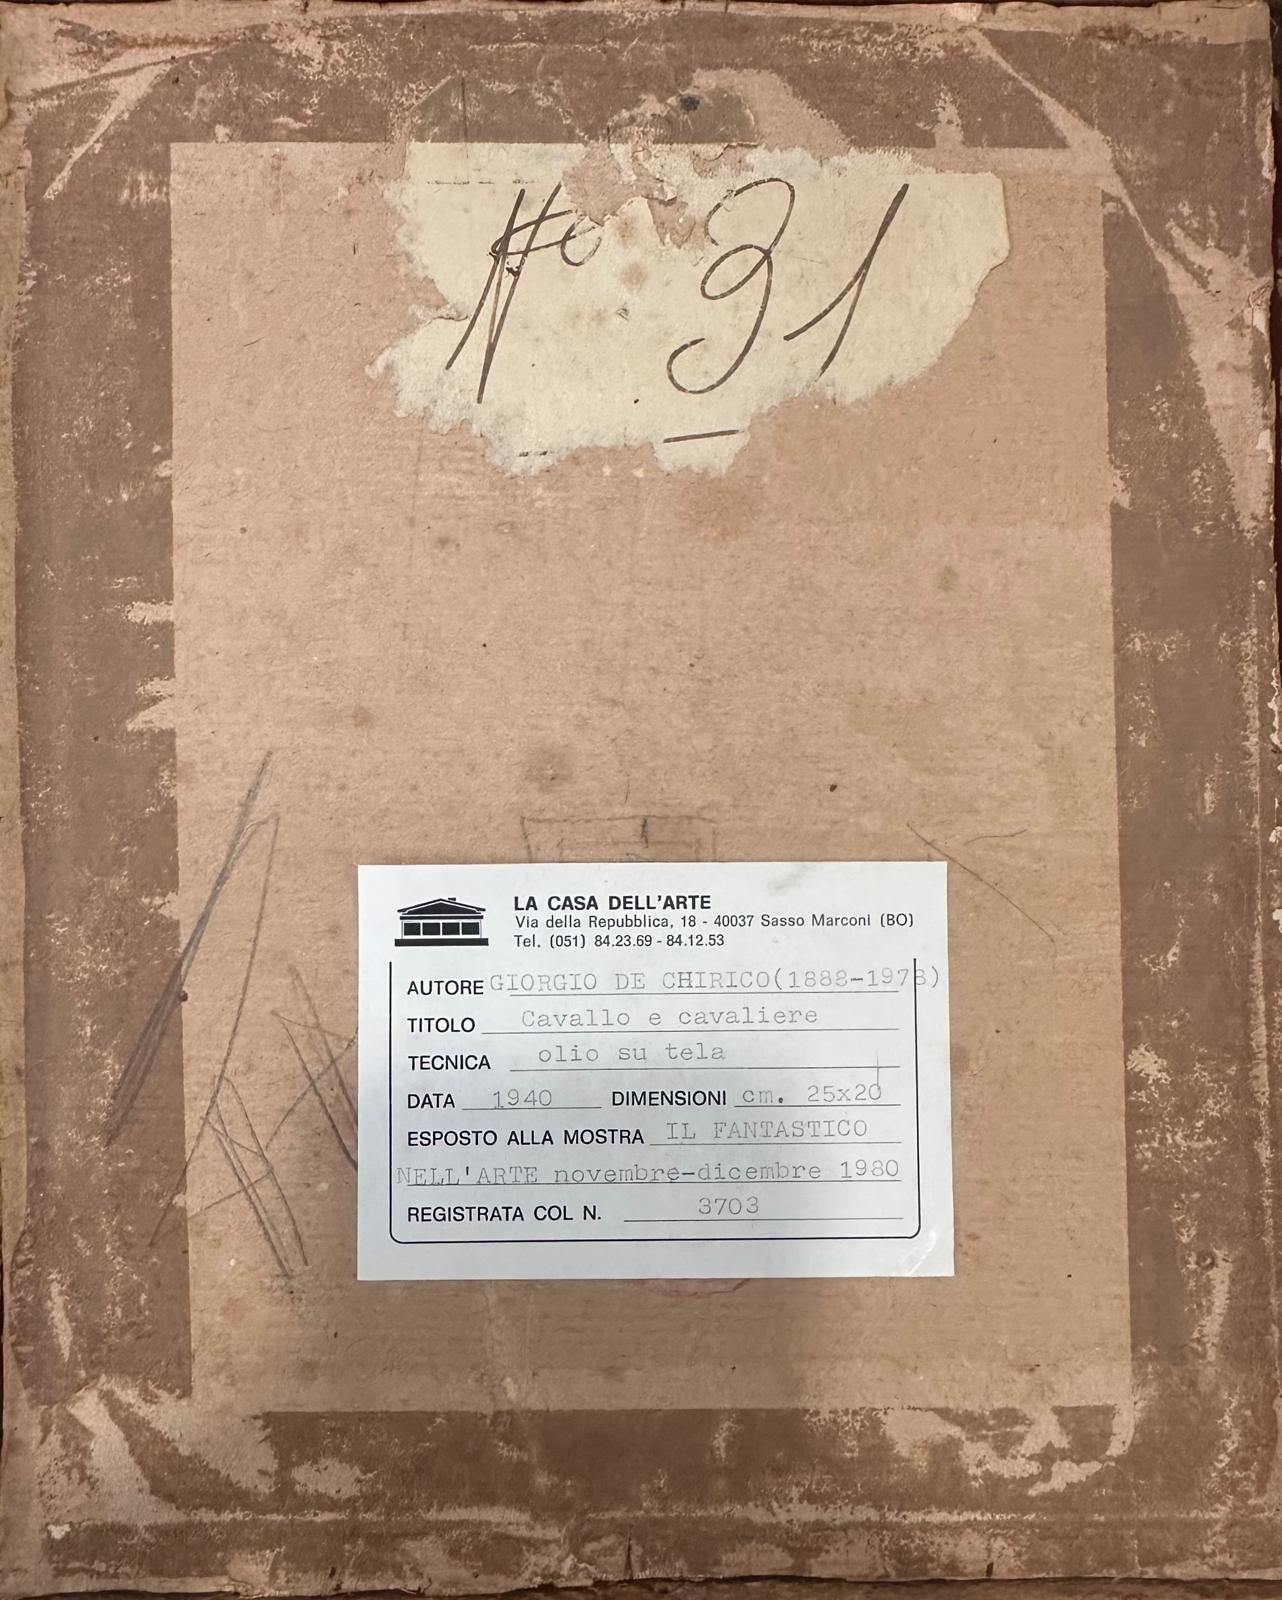 N° 31
LA CASA DELL'ARTE
Via della Repubblica, 18 - 40037 Sasso Marconi (BO)
Tel. (051) 84.23.69 - 84.12.53
AUTORE GIORGIO DE CHIRICO(1888-1978)
TITOLO Cavallo e cavaliere
TECNICA olio su tela
DATA 1940 DIMENSIONI cm. 25x20
ESPOSTO ALLA MOSTRA IL FANTASTICO
NELL'ARTE novembre-dicembre 1980
REGISTRATA COL N. 3703